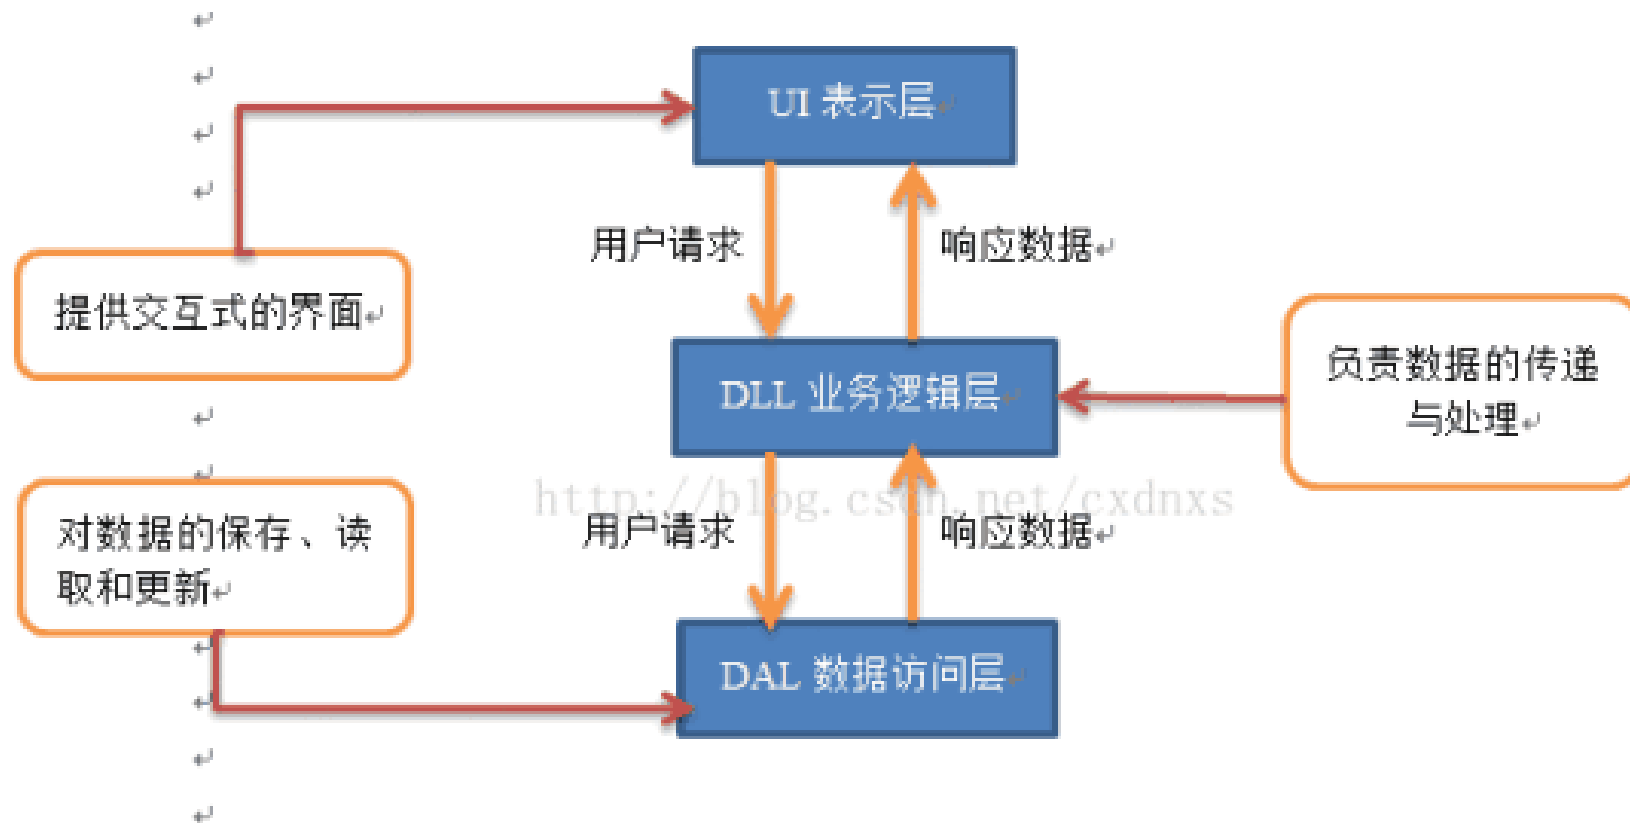 UI 表示层
用户请求
响应数据
提供交互式的界面
DLL 业务逻辑层
负责数据的传递
与处理
http://blog.csdn.net/cxdnxs
对数据的保存、读
取和更新
用户请求
响应数据
DAL 数据访问层